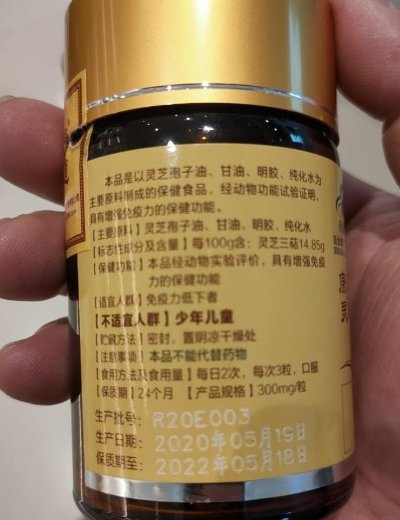 本品是以灵芝孢子油、甘油、明胶、纯化水为
主要原料制成的保健食品，经动物功能试验证明，
具有增强免疫力的保健功能。
【主要原料】灵芝孢子油、甘油、明胶、纯化水
【标志性成分及含量】每100g含：灵芝三萜14.85g
【保健功能】本品经动物实验评价，具有增强免疫
力的保健功能
【适宜人群】免疫力低下者
【不适宜人群】少年儿童
【贮藏方法】密封，置阴凉干燥处
【注意事项】本品不能代替药物
【食用方法及食用量】每日2次，每次3粒，口服
【保质期】24个月 【产品规格】300mg/粒
生产批号：R20E003
生产日期：2020年05月19日
保质期至：2022年05月18日